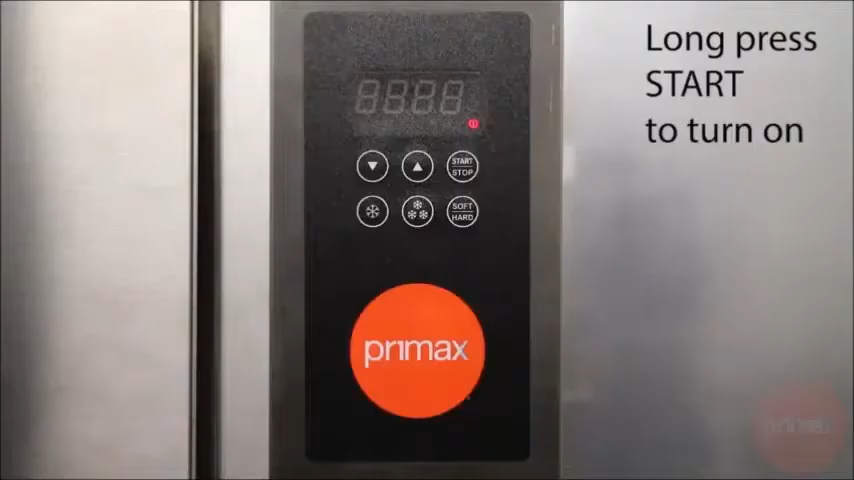 Long press
START
to turn on
START
STOP
SOFT
HARD
primax